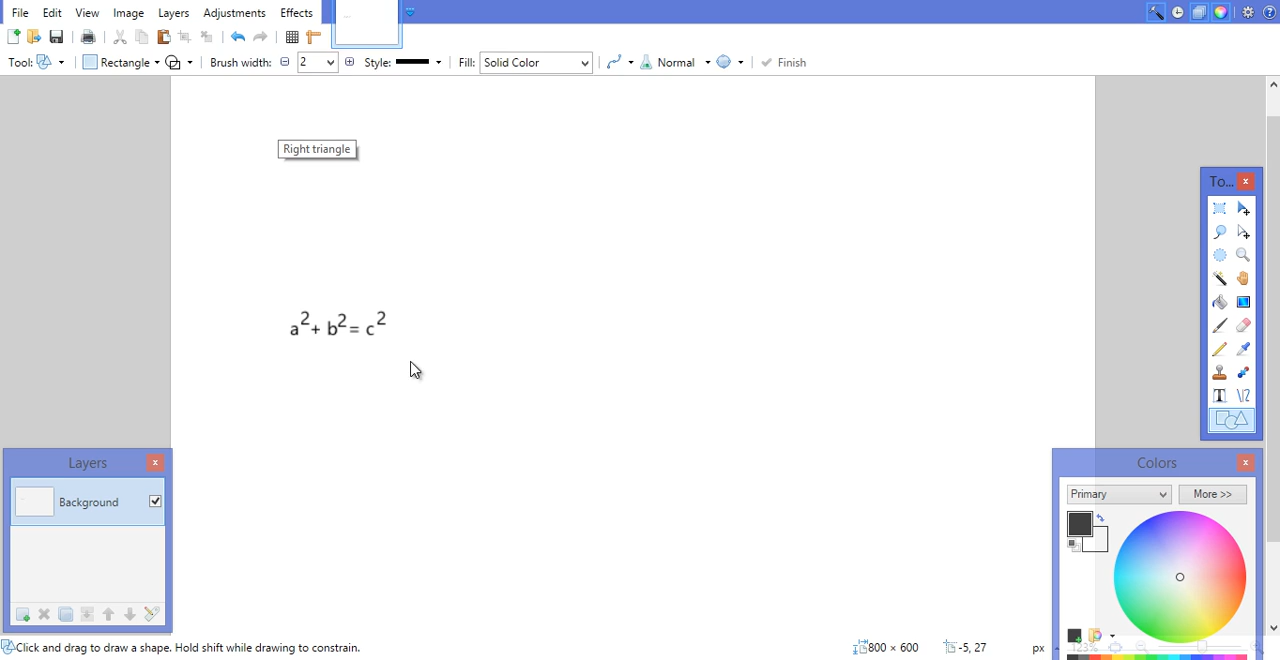 File Edit View Image Layers Adjustments Effects
Tool: Rectangle Brush width: 2 Style: Fill: Solid Color Normal Finish
Right triangle
To...
a² + b² = c²
Layers
Background
Colors
Primary More >>
Click and drag to draw a shape. Hold shift while drawing to constrain. 800 × 600 -5, 27 px 123%